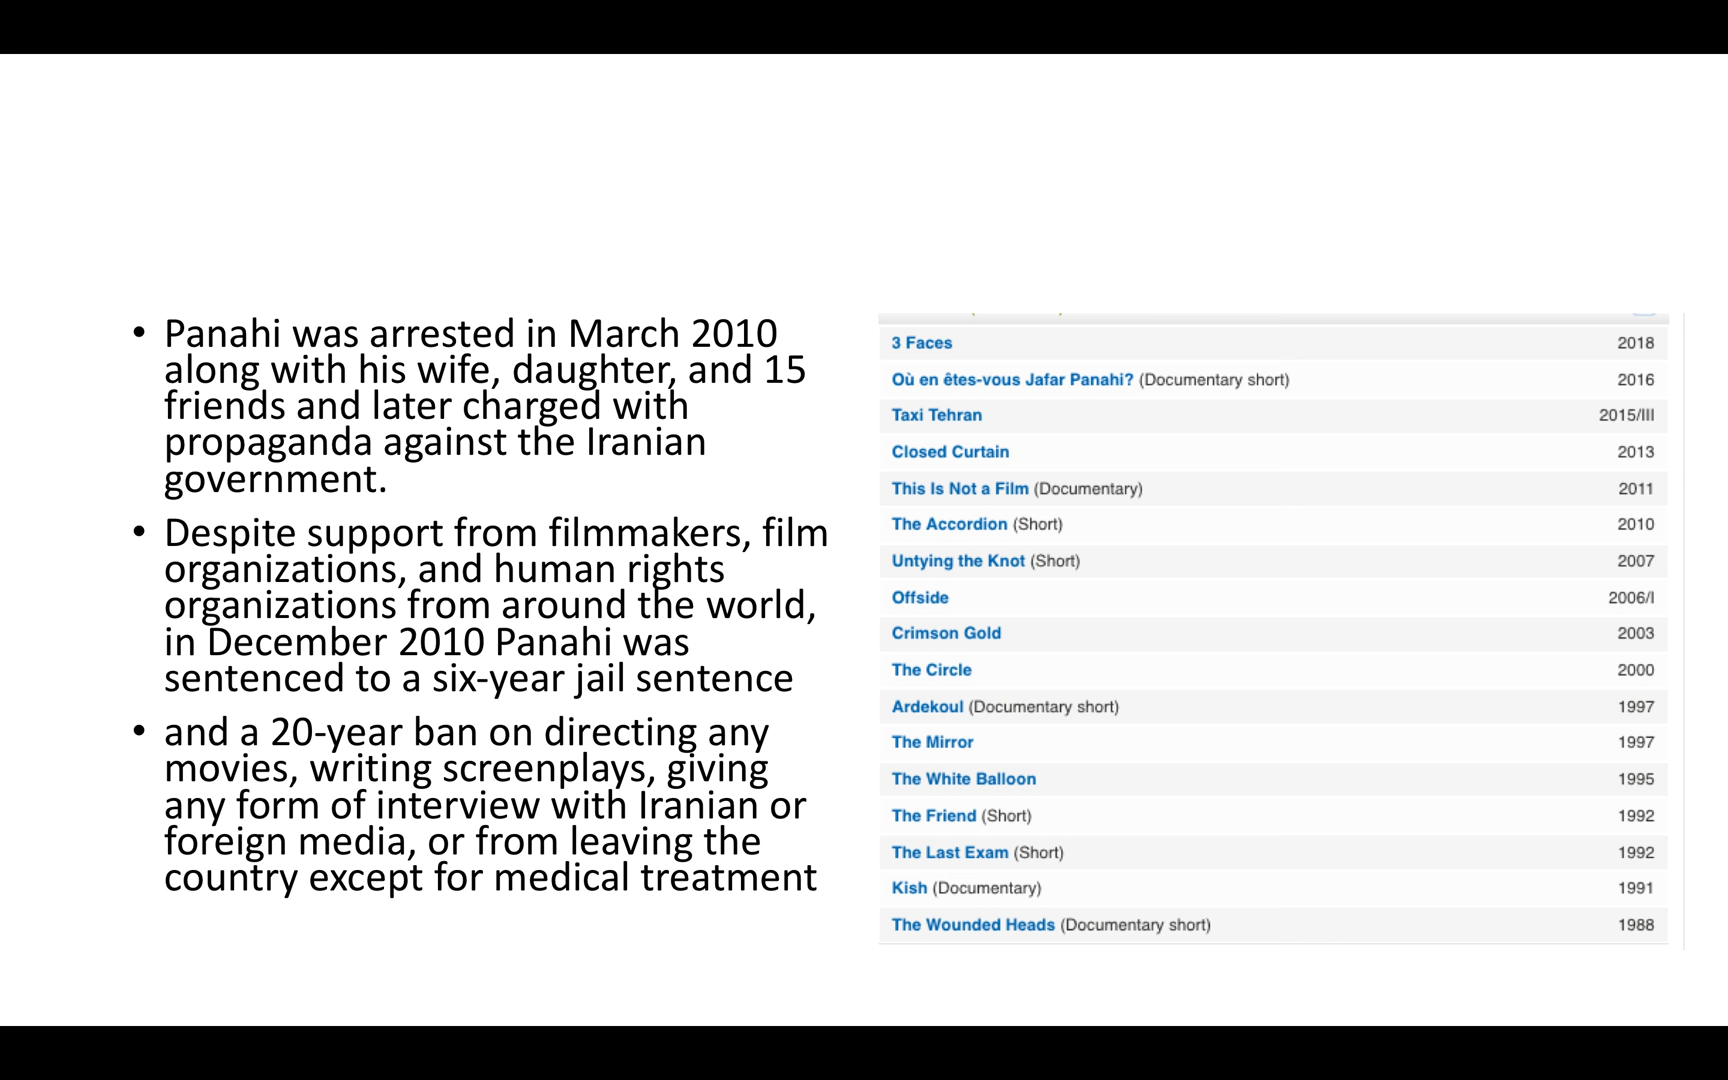 • Panahi was arrested in March 2010
along with his wife, daughter, and 15
friends and later charged with
propaganda against the Iranian
government.
• Despite support from filmmakers, film
organizations, and human rights
organizations from around the world,
in December 2010 Panahi was
sentenced to a six-year jail sentence
• and a 20-year ban on directing any
movies, writing screenplays, giving
any form of interview with Iranian or
foreign media, or from leaving the
country except for medical treatment
3 Faces 2018
Où en êtes-vous Jafar Panahi? (Documentary short) 2016
Taxi Tehran 2015/III
Closed Curtain 2013
This Is Not a Film (Documentary) 2011
The Accordion (Short) 2010
Untying the Knot (Short) 2007
Offside 2006/I
Crimson Gold 2003
The Circle 2000
Ardekoul (Documentary short) 1997
The Mirror 1997
The White Balloon 1995
The Friend (Short) 1992
The Last Exam (Short) 1992
Kish (Documentary) 1991
The Wounded Heads (Documentary short) 1988